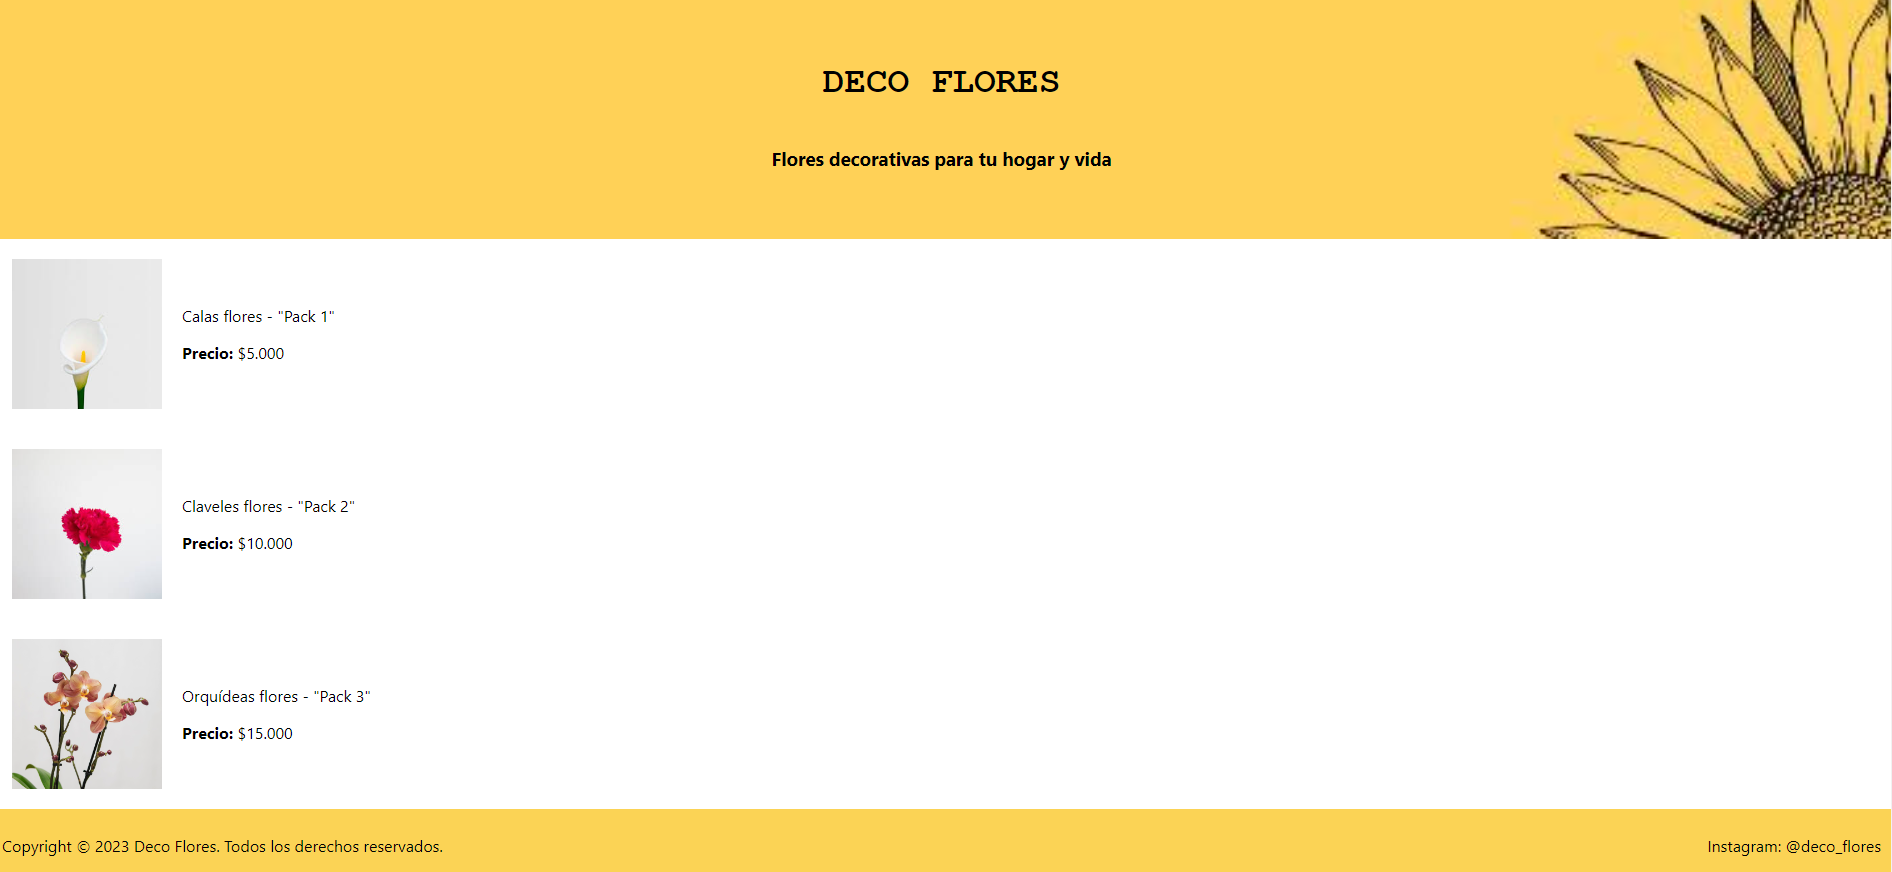 DECO FLORES
Flores decorativas para tu hogar y vida
Calas flores - "Pack 1"
Precio: $5.000
Claveles flores - "Pack 2"
Precio: $10.000
Orquídeas flores - "Pack 3"
Precio: $15.000
Copyright © 2023 Deco Flores. Todos los derechos reservados.
Instagram: @deco_flores